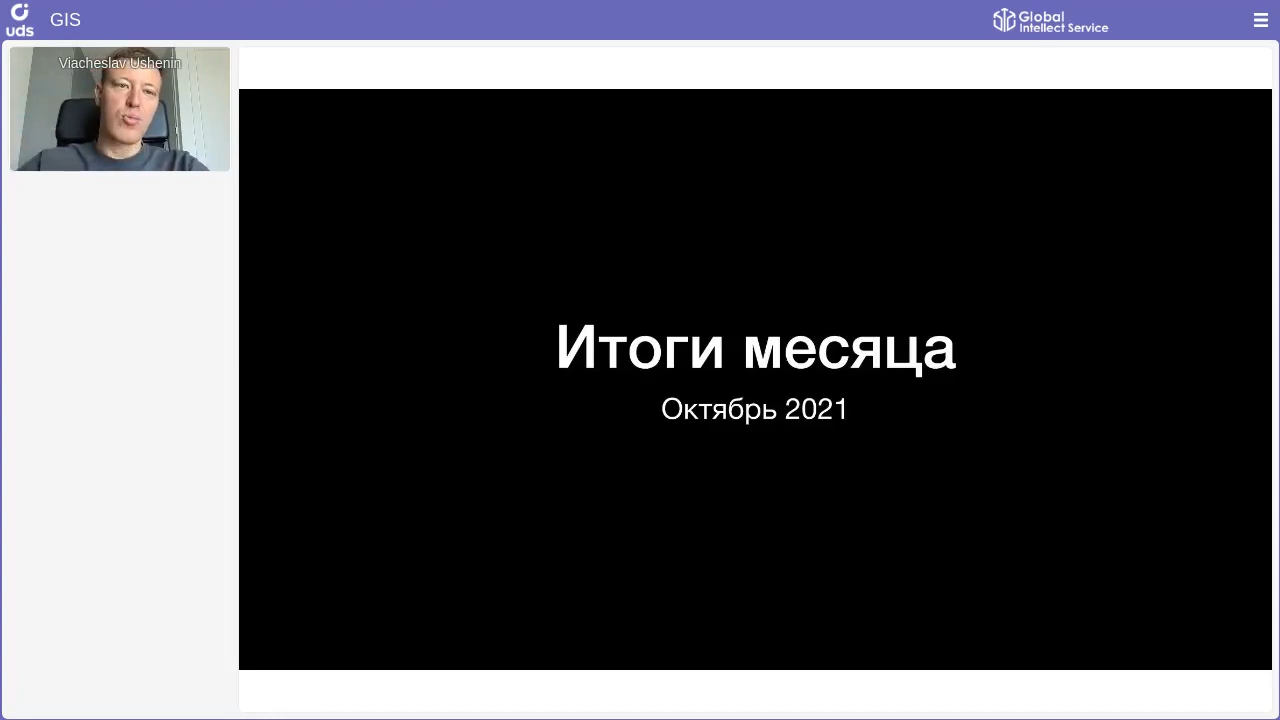 uds
GIS
Global
Intellect Service
Viacheslav Ushenin
Итоги месяца
Октябрь 2021